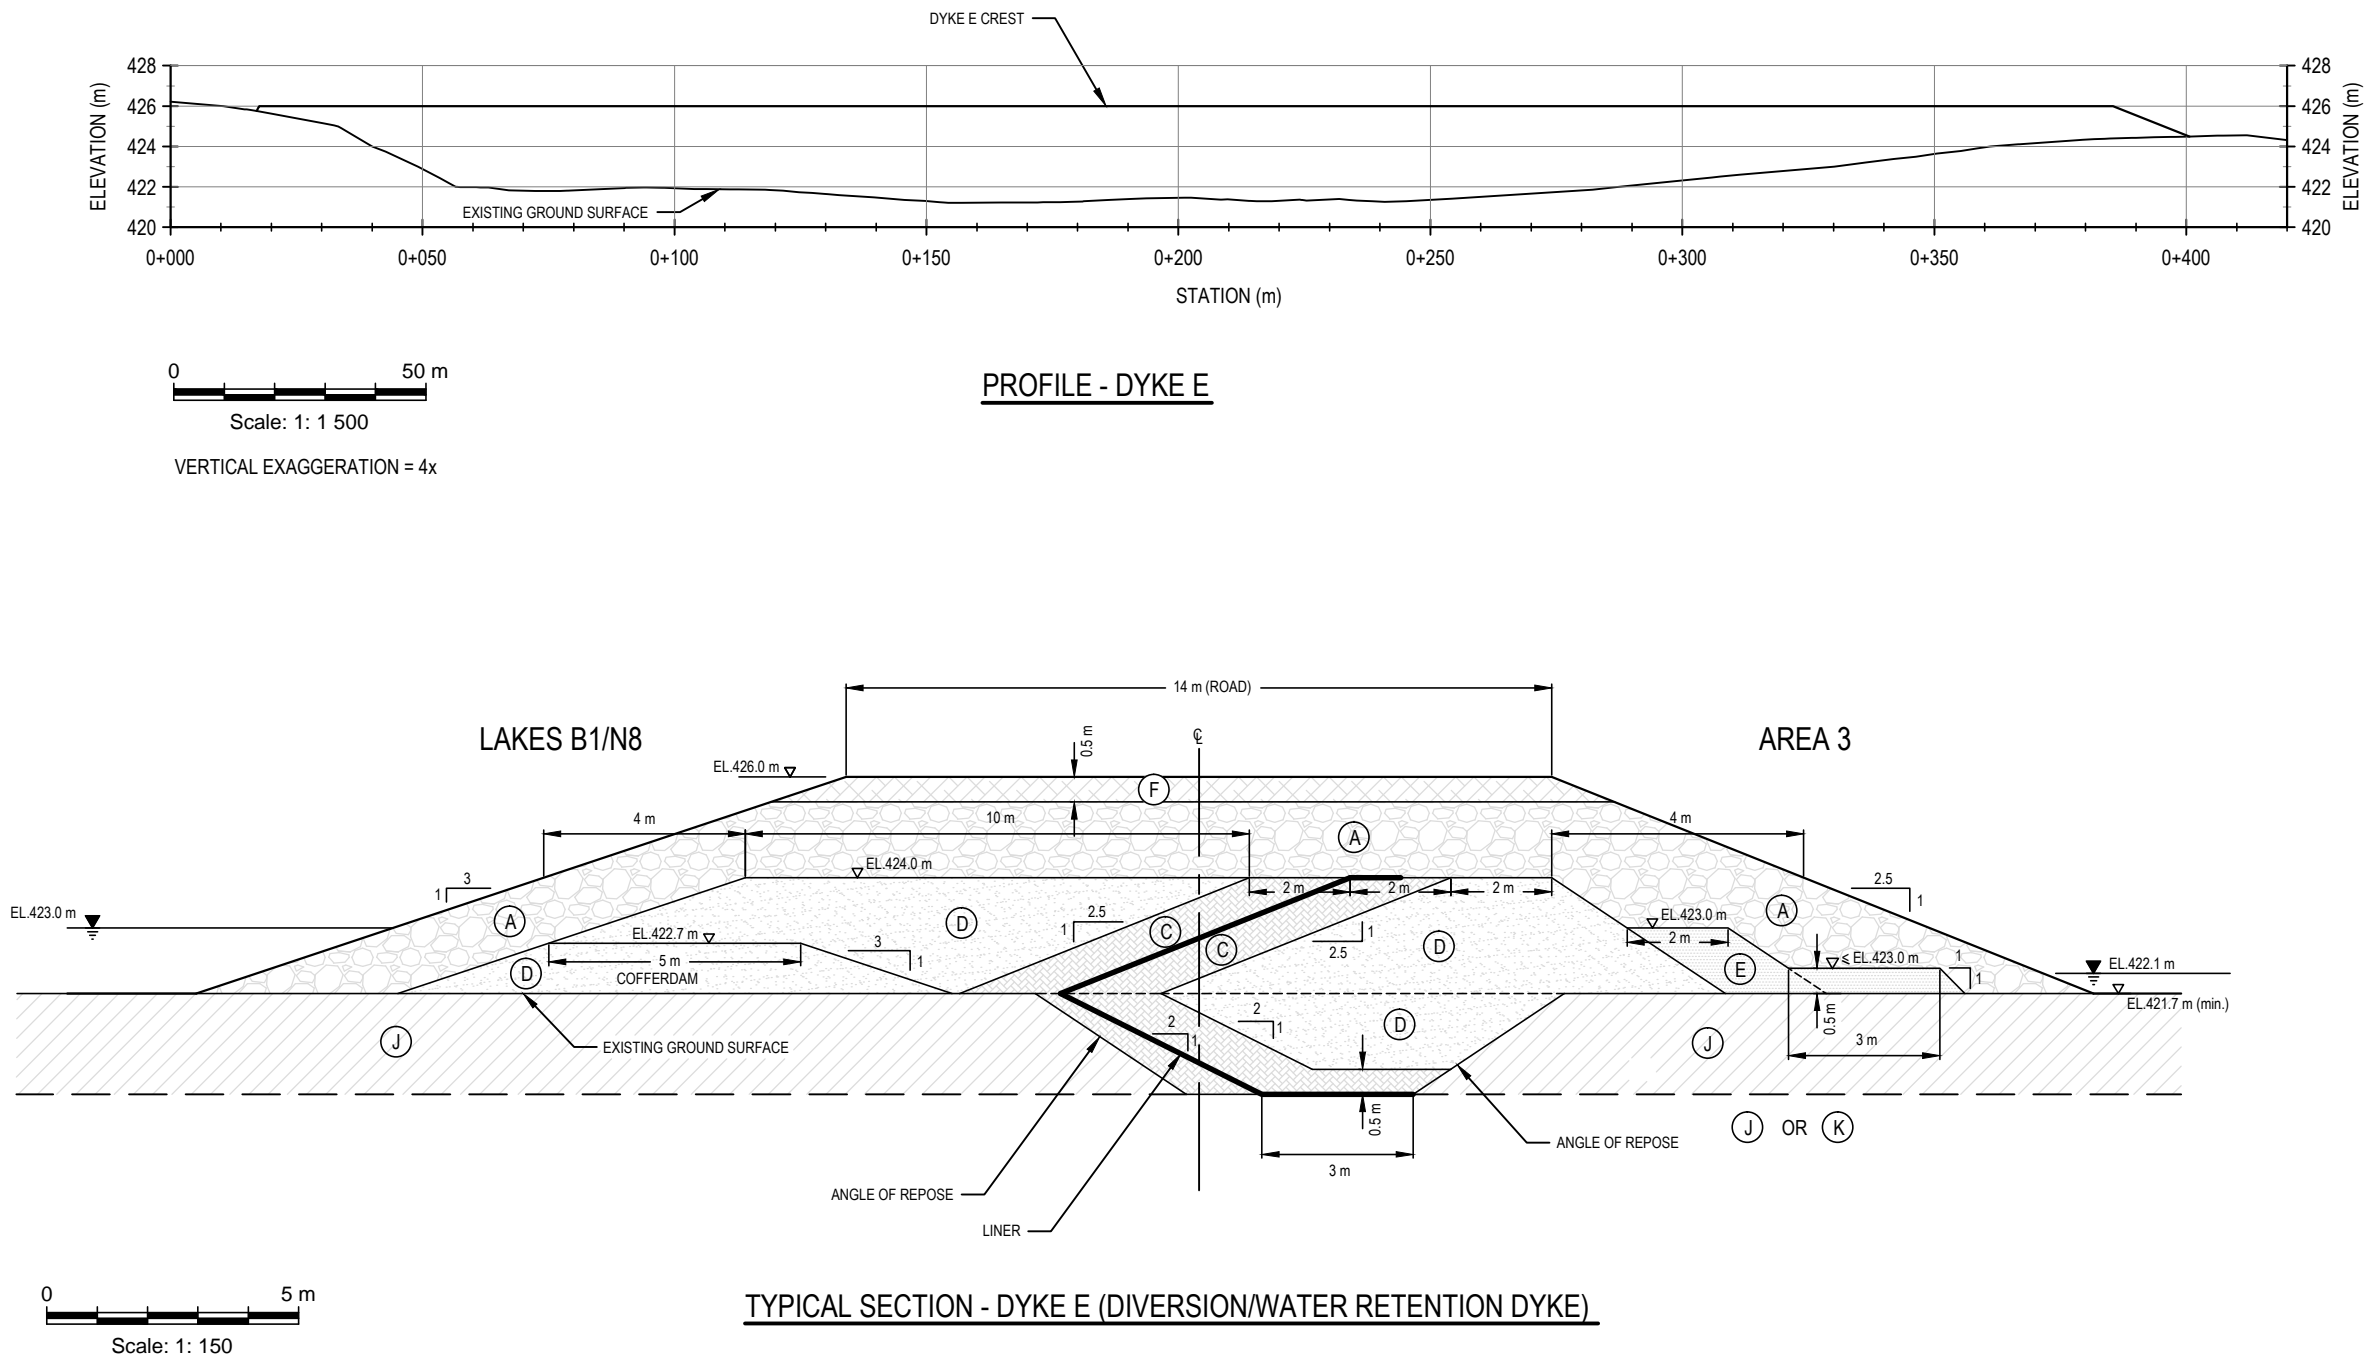 DYKE E CREST
428
428
ELEVATION (m)
426
426
ELEVATION (m)
424
424
422
422
EXISTING GROUND SURFACE
420
420
0+000 0+050 0+100 0+150 0+200 0+250 0+300 0+350 0+400
STATION (m)
0 50 m
Scale: 1: 1 500
PROFILE - DYKE E
VERTICAL EXAGGERATION = 4x
14 m (ROAD)
LAKES B1/N8
℄
0.5 m
AREA 3
EL.426.0 m
F
4 m
10 m
A
4 m
EL.424.0 m
3
1
2 m
2 m
2 m
2.5
1
EL.423.0 m
A
D
2.5
1
C
C
1
2.5
D
EL.423.0 m
2 m
A
EL.422.7 m
3
1
D
5 m
COFFERDAM
E
≤ EL.423.0 m
1
1
EL.422.1 m
EL.421.7 m (min.)
J
EXISTING GROUND SURFACE
2
1
2
1
D
J
0.5 m
3 m
0.5 m
3 m
J OR K
ANGLE OF REPOSE
ANGLE OF REPOSE
LINER
0 5 m
Scale: 1: 150
TYPICAL SECTION - DYKE E (DIVERSION/WATER RETENTION DYKE)